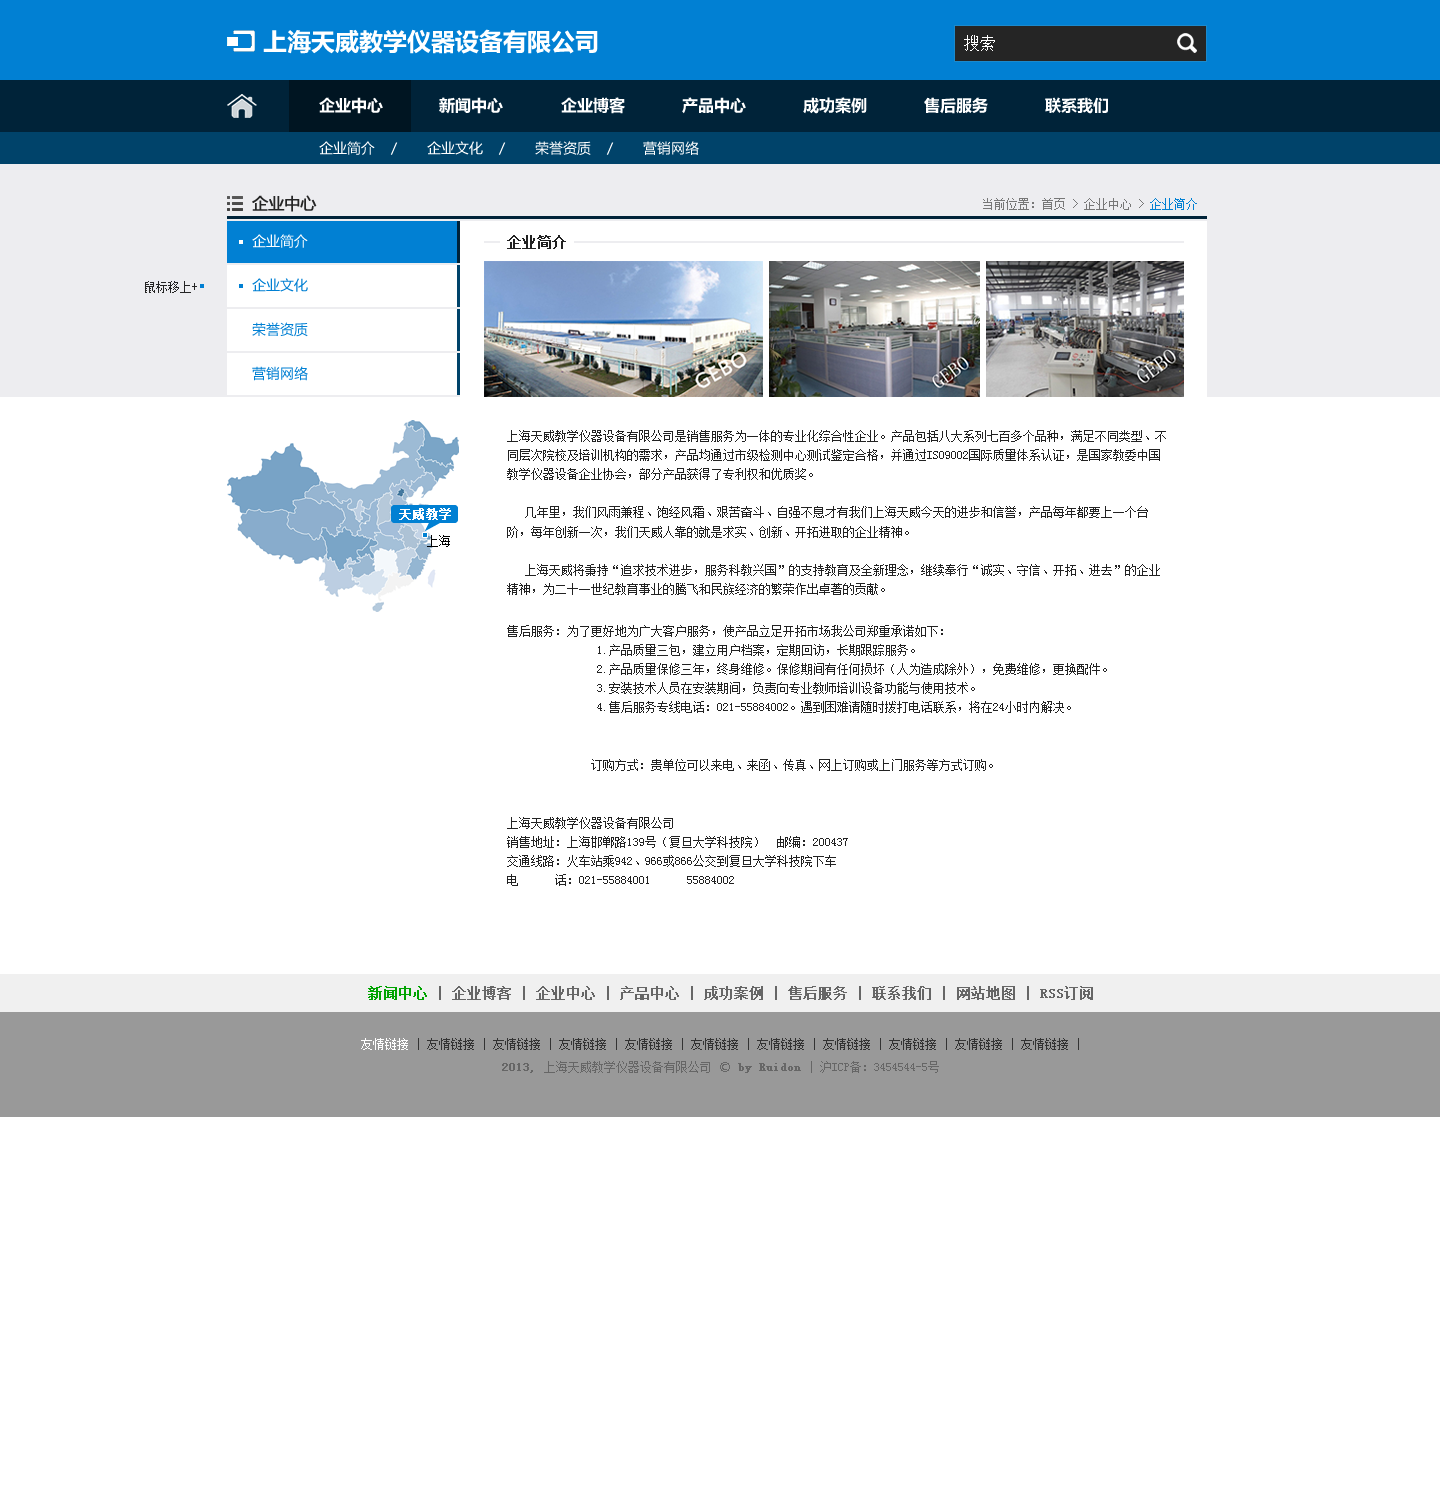 上海天威教学仪器设备有限公司
搜索
企业中心 新闻中心 企业博客 产品中心 成功案例 售后服务 联系我们
企业简介 / 企业文化 / 荣誉资质 / 营销网络
企业中心
当前位置：首页 > 企业中心 > 企业简介
企业简介
企业文化
鼠标移上+
荣誉资质
营销网络
企业简介
GEBO
GEBO
GEBO
天威教学
上海
上海天威教学仪器设备有限公司是销售服务为一体的专业化综合性企业。产品包括八大系列七百多个品种，满足不同类型、不
同层次院校及培训机构的需求，产品均通过市级检测中心测试鉴定合格，并通过ISO9002国际质量体系认证，是国家教委中国
教学仪器设备企业协会，部分产品获得了专利权和优质奖。
几年里，我们风雨兼程、饱经风霜、艰苦奋斗、自强不息才有我们上海天威今天的进步和信誉，产品每年都要上一个台
阶，每年创新一次，我们天威人靠的就是求实、创新、开拓进取的企业精神。
上海天威将秉持“追求技术进步，服务科教兴国”的支持教育及全新理念，继续奉行“诚实、守信、开拓、进去”的企业
精神，为二十一世纪教育事业的腾飞和民族经济的繁荣作出卓著的贡献。
售后服务：为了更好地为广大客户服务，使产品立足开拓市场我公司郑重承诺如下：
1.产品质量三包，建立用户档案，定期回访，长期跟踪服务。
2.产品质量保修三年，终身维修。保修期间有任何损坏（人为造成除外），免费维修，更换配件。
3.安装技术人员在安装期间，负责向专业教师培训设备功能与使用技术。
4.售后服务专线电话：021-55884002。遇到困难请随时拨打电话联系，将在24小时内解决。
订购方式：贵单位可以来电、来函、传真、网上订购或上门服务等方式订购。
上海天威教学仪器设备有限公司
销售地址：上海邯郸路139号（复旦大学科技院） 邮编：200437
交通线路：火车站乘942、966或866公交到复旦大学科技院下车
电 话：021-55884001 55884002
新闻中心 | 企业博客 | 企业中心 | 产品中心 | 成功案例 | 售后服务 | 联系我们 | 网站地图 | RSS订阅
友情链接 | 友情链接 | 友情链接 | 友情链接 | 友情链接 | 友情链接 | 友情链接 | 友情链接 | 友情链接 | 友情链接 | 友情链接 |
2013, 上海天威教学仪器设备有限公司 © by Ruidon | 沪ICP备：3454544-5号